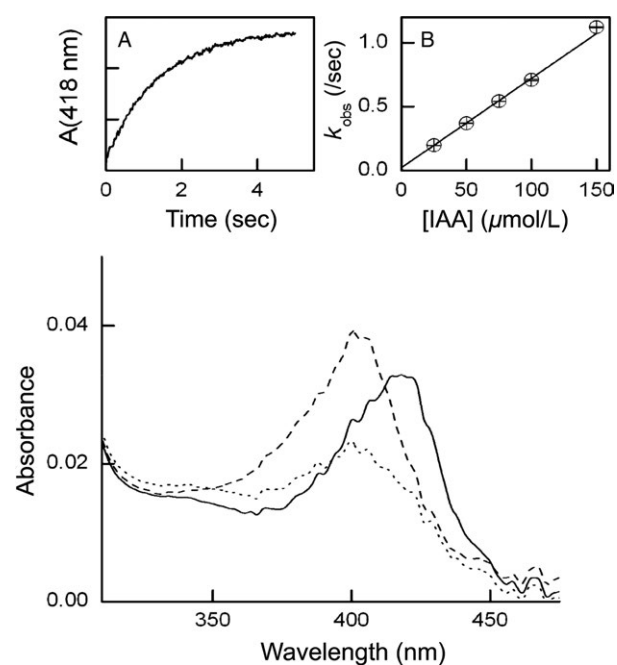 A
A(418 nm)
0
2
4
Time (sec)
B
k obs (/sec)
1.0
0.5
0.0
0
50
100
150
[IAA] (µmol/L)
Absorbance
0.04
0.02
0.00
350
400
450
Wavelength (nm)